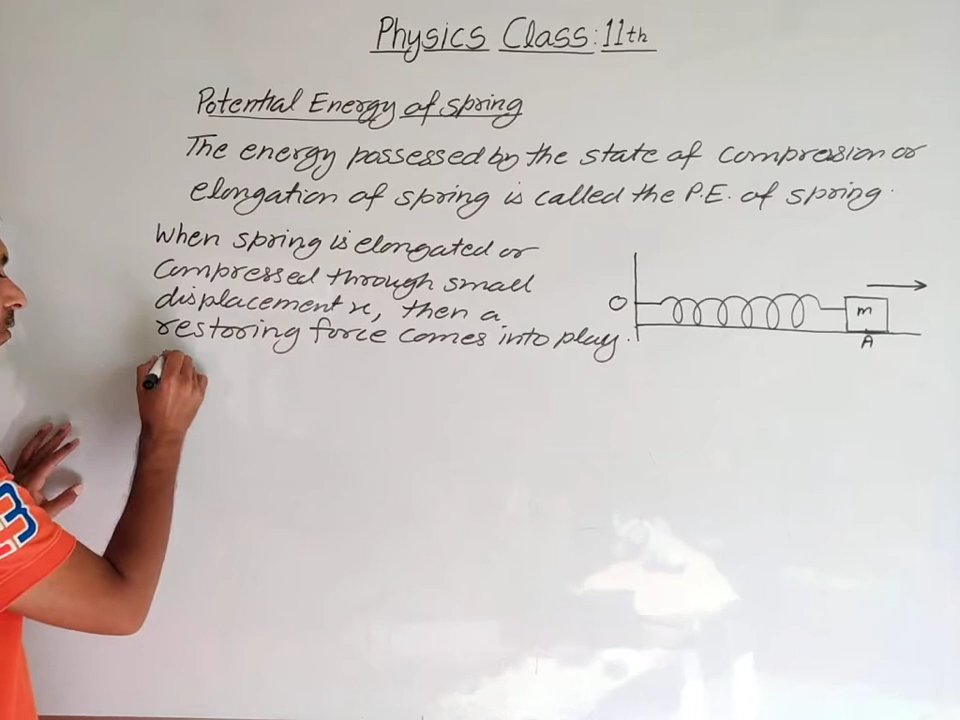 Physics Class: 11th
Potential Energy of spring
The energy possessed by the state of compression or
elongation of spring is called the P.E. of spring.
When spring is elongated or
compressed through small
displacement x, then a
restoring force comes into play.
O
m
A
3